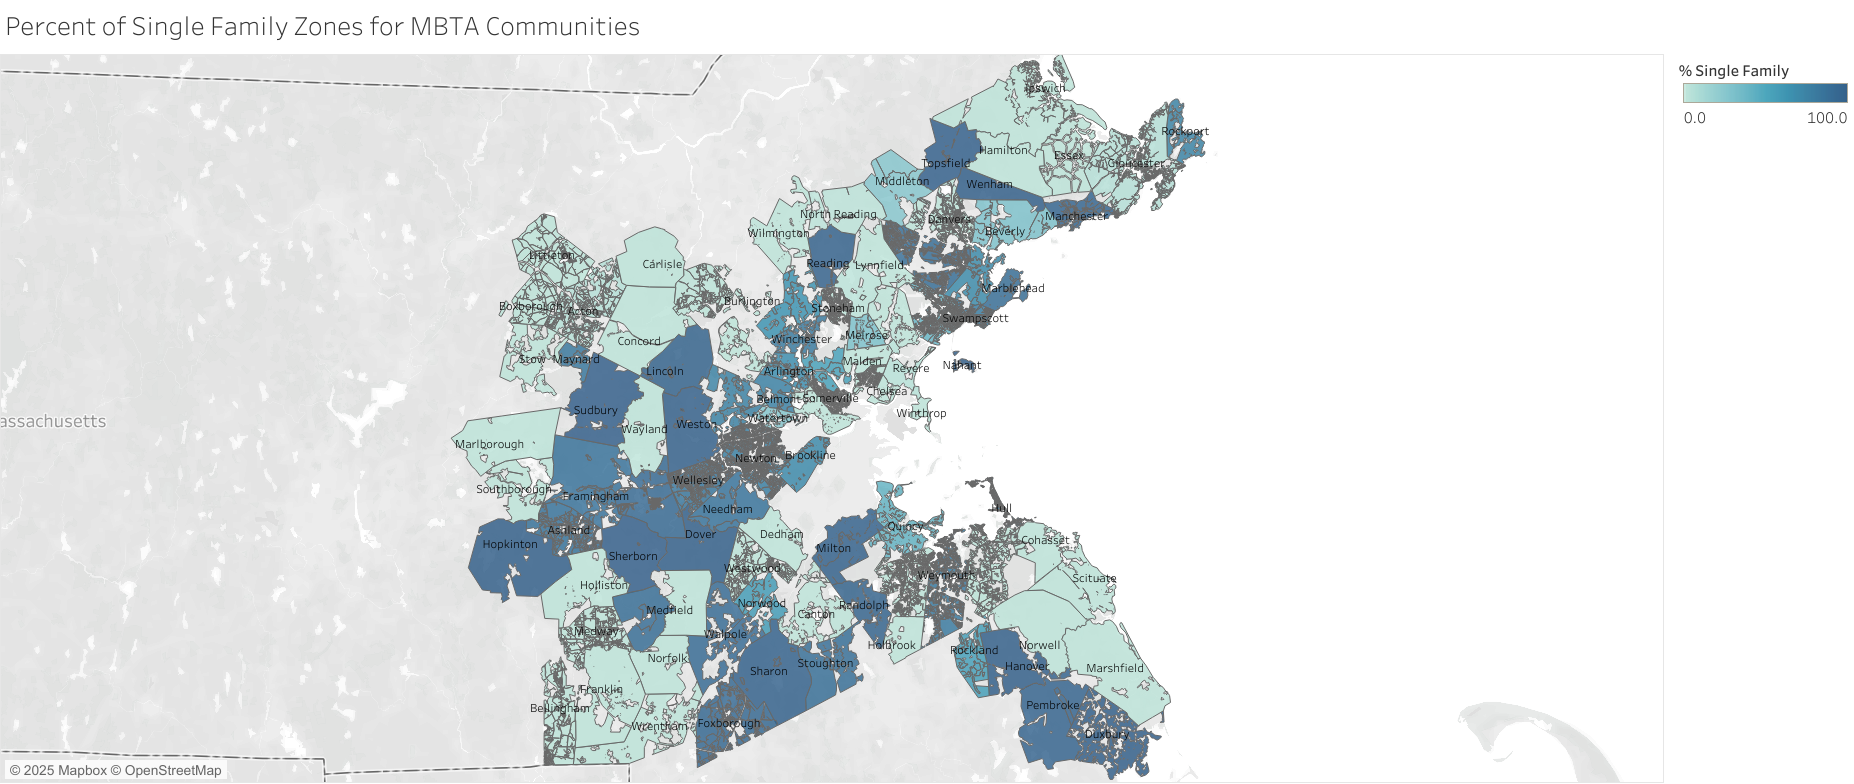 Percent of Single Family Zones for MBTA Communities
% Single Family
0.0 100.0
Ipswich
Rockport
Hamilton
Essex
Gloucester
Topsfield
Middleton
Wenham
North Reading
Danvers
Manchester
Wilmington
Beverly
Littleton
Carlisle
Reading
Lynnfield
Marblehead
Burlington
Boxborough
Acton
Stoneham
Swampscott
Concord
Winchester
Melrose
Stow
Maynard
Malden
Nahant
Lincoln
Arlington
Revere
Chelsea
Belmont
Somerville
Sudbury
Winthrop
assachusetts
Watertown
Weston
Wayland
Marlborough
Newton
Brookline
Wellesley
Southborough
Framingham
Needham
Hull
Quincy
Ashland
Dover
Dedham
Cohasset
Hopkinton
Milton
Sherborn
Westwood
Weymouth
Scituate
Holliston
Norwood
Randolph
Medfield
Canton
Medway
Walpole
Holbrook
Norwell
Rockland
Norfolk
Stoughton
Hanover
Marshfield
Sharon
Franklin
Pembroke
Bellingham
Wrentham
Foxborough
Duxbury
© 2025 Mapbox © OpenStreetMap